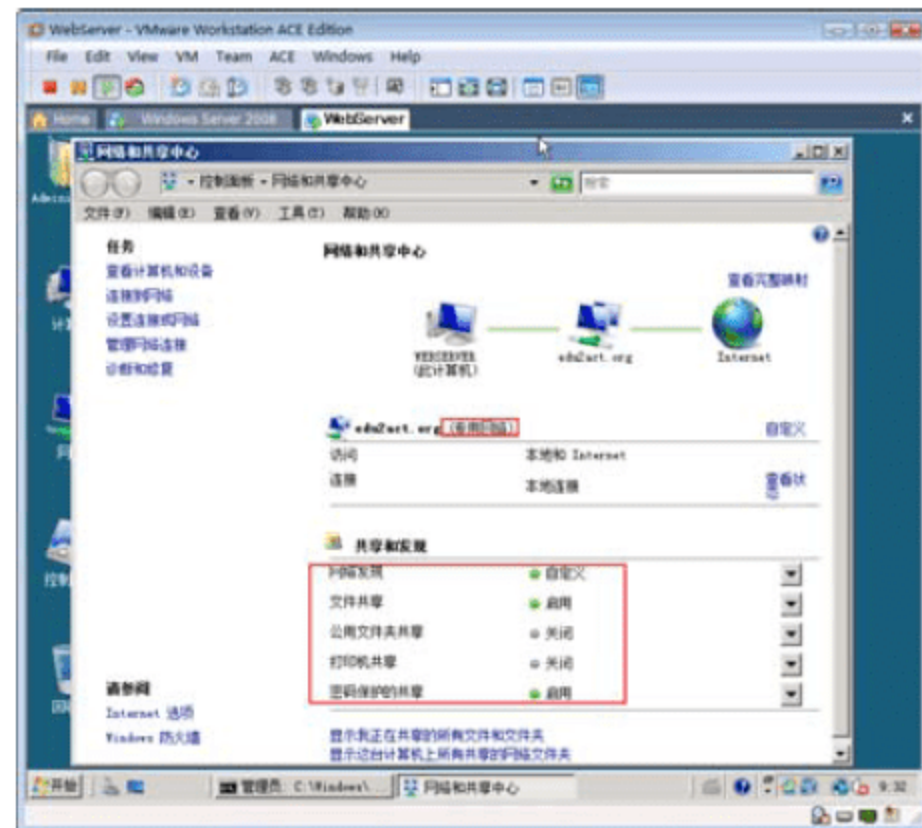 WebServer - VMware Workstation ACE Edition
File Edit View VM Team ACE Windows Help
Home Windows Server 2008 WebServer
网络和共享中心
控制面板 网络和共享中心
文件(F) 编辑(E) 查看(V) 工具(T) 帮助(H)
任务
查看计算机和设备
连接到网络
设置连接或网络
管理网络连接
诊断和修复
网络和共享中心
查看完整映射
WEBSERVER
(此计算机)
edu2act.org
Internet
edu2act.org (专用网络)
自定义
访问 本地和 Internet
连接 本地连接
查看状态
共享和发现
网络发现 自定义
文件共享 启用
公用文件夹共享 关闭
打印机共享 关闭
密码保护的共享 启用
显示我正在共享的所有文件和文件夹
显示这台计算机上所有共享的网络文件夹
请参阅
Internet 选项
Windows 防火墙
开始 管理员: C:\Windows\ 网络和共享中心 9:32